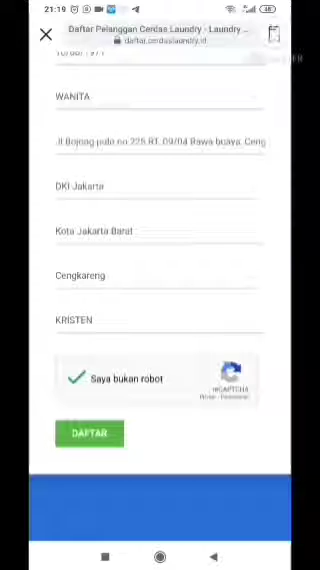 21:19
48
Daftar Pelanggan Cerdas Laundry - Laundry ...
daftar.cerdaslaundry.id
WANITA
Jl Bojong pulo no 225 Rt. 09/04 Rawa buaya, Ceng
DKI Jakarta
Kota Jakarta Barat
Cengkareng
KRISTEN
Saya bukan robot
reCAPTCHA
DAFTAR